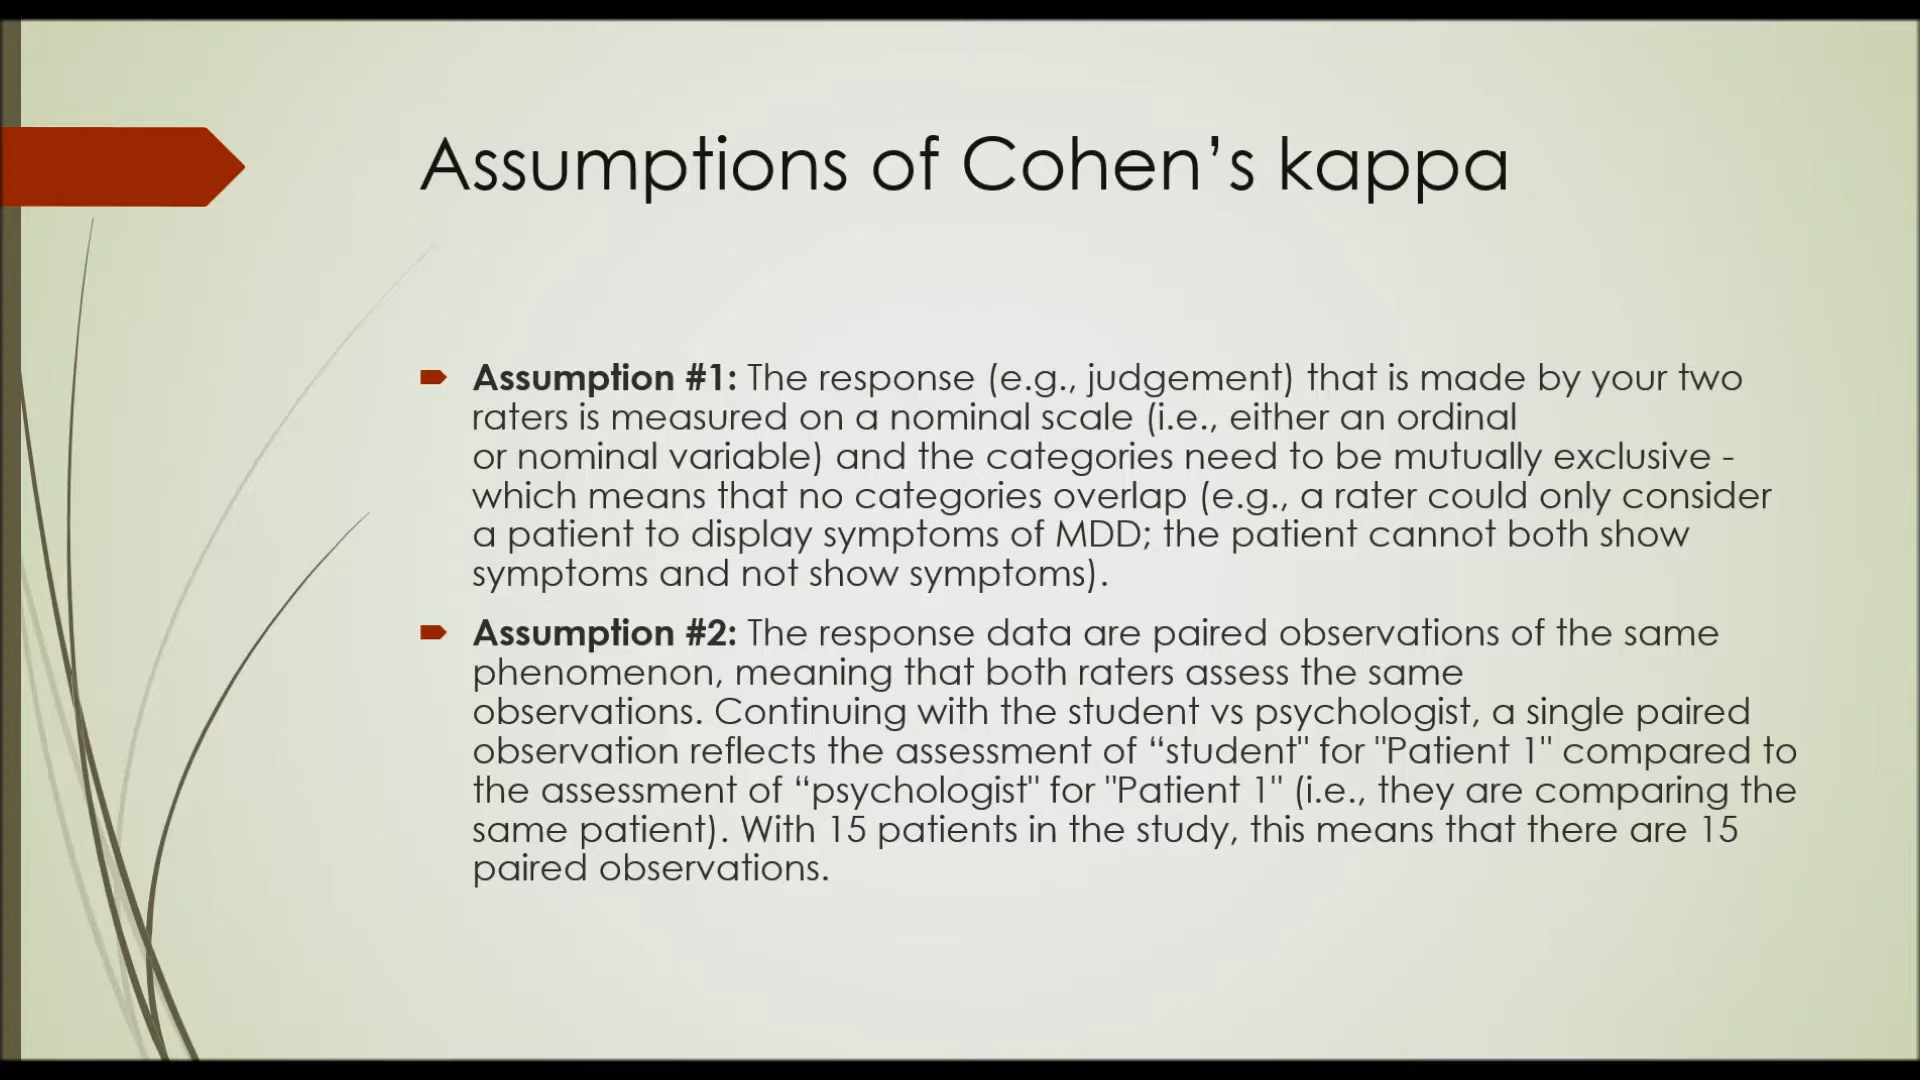 Assumptions of Cohen’s kappa
Assumption #1: The response (e.g., judgement) that is made by your two
raters is measured on a nominal scale (i.e., either an ordinal
or nominal variable) and the categories need to be mutually exclusive -
which means that no categories overlap (e.g., a rater could only consider
a patient to display symptoms of MDD; the patient cannot both show
symptoms and not show symptoms).
Assumption #2: The response data are paired observations of the same
phenomenon, meaning that both raters assess the same
observations. Continuing with the student vs psychologist, a single paired
observation reflects the assessment of “student" for "Patient 1" compared to
the assessment of “psychologist" for "Patient 1" (i.e., they are comparing the
same patient). With 15 patients in the study, this means that there are 15
paired observations.